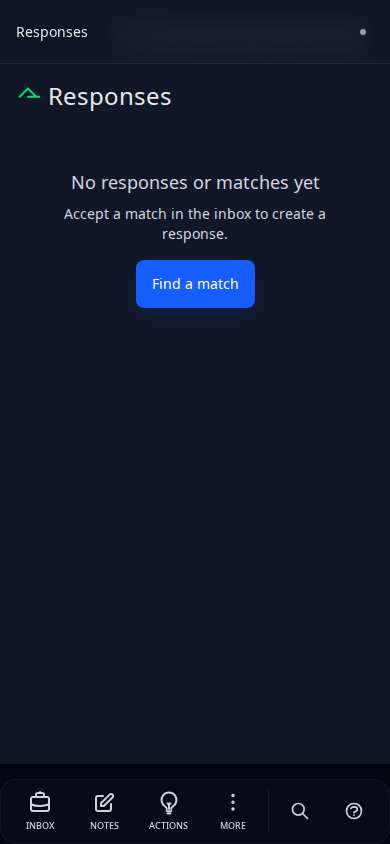 Responses
Responses
No responses or matches yet
Accept a match in the inbox to create a
response.
Find a match
INBOX
NOTES
ACTIONS
MORE